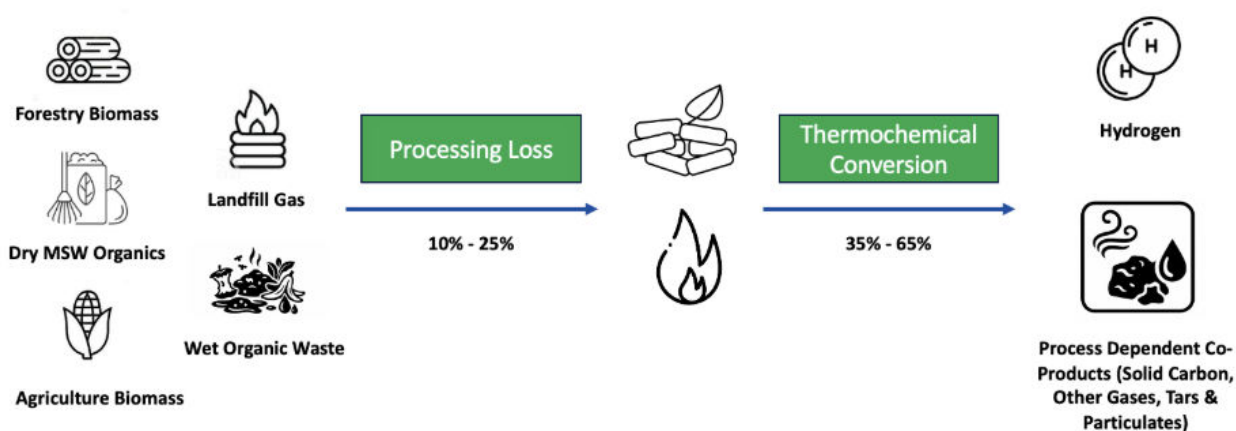 Forestry Biomass
Dry MSW Organics
Agriculture Biomass
Landfill Gas
Wet Organic Waste
Processing Loss
10% - 25%
Thermochemical
Conversion
35% - 65%
H
H
Hydrogen
Process Dependent Co-
Products (Solid Carbon,
Other Gases, Tars &
Particulates)